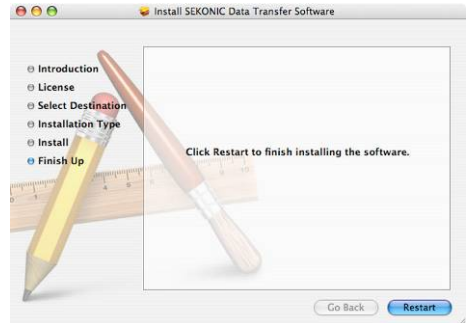 Install SEKONIC Data Transfer Software
Introduction
License
Select Destination
Installation Type
Install
Finish Up
Click Restart to finish installing the software.
Go Back
Restart